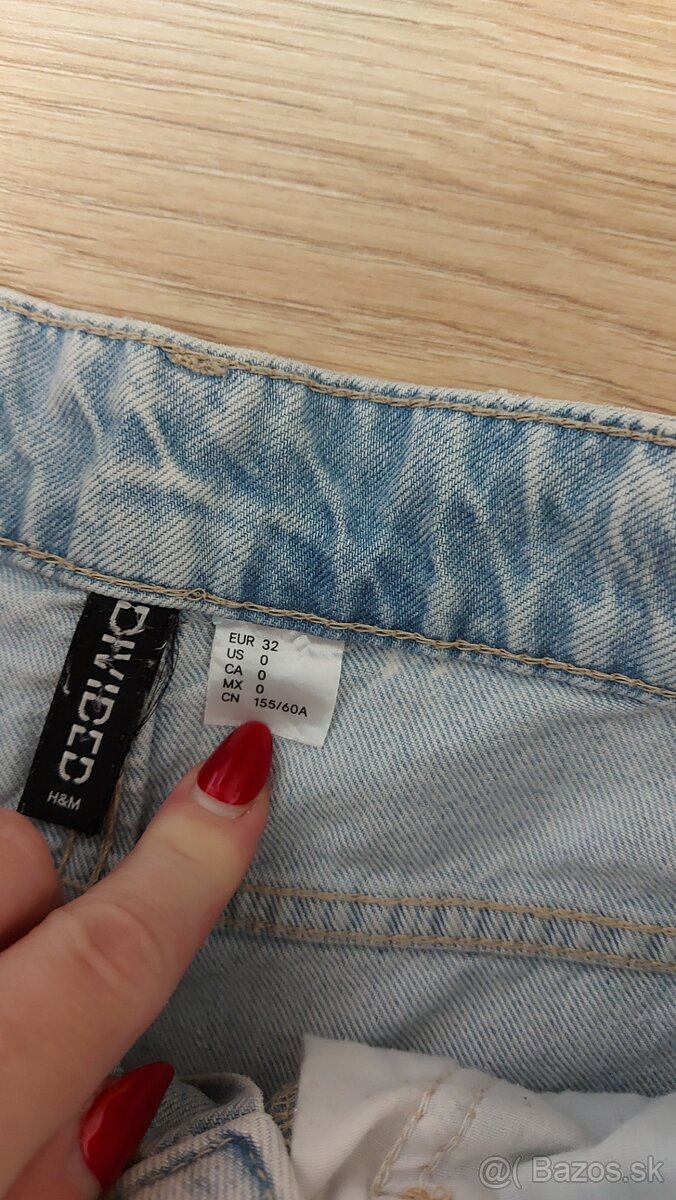 DIVIDED
H&M
EUR 32
US 0
CA 0
MX 0
CN 155/60A
@( Bazos.sk